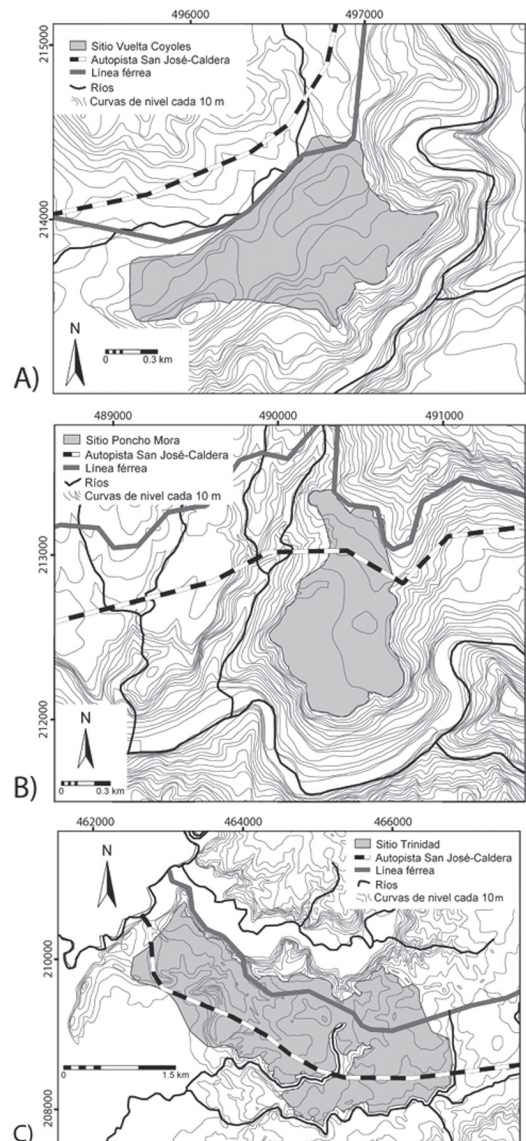 496000 497000
215000
Sitio Vuelta Coyoles
Autopista San José-Caldera
Línea férrea
Ríos
Curvas de nivel cada 10 m
214000
N
0 0.3 km
A)
489000 490000 491000
Sitio Poncho Mora
Autopista San José-Caldera
Línea férrea
Ríos
Curvas de nivel cada 10 m
213000
212000
N
0 0.3 km
B)
462000 464000 466000
N
Sitio Trinidad
Autopista San José-Caldera
Línea férrea
Ríos
Curvas de nivel cada 10 m
210000
0 1.5 km
208000
C)